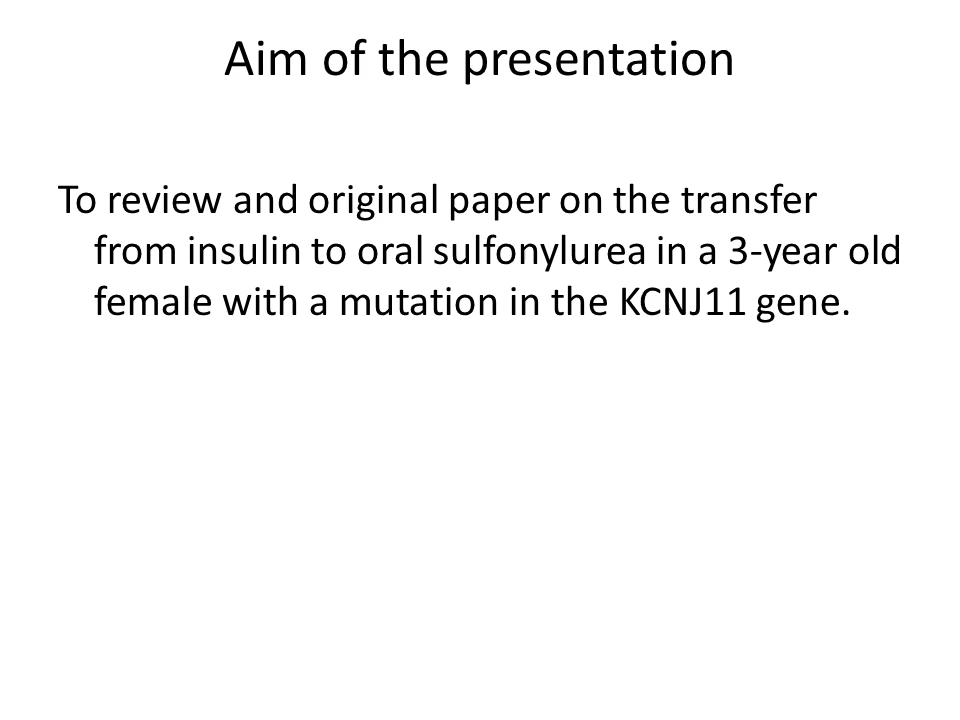 Aim of the presentation
To review and original paper on the transfer
from insulin to oral sulfonylurea in a 3-year old
female with a mutation in the KCNJ11 gene.